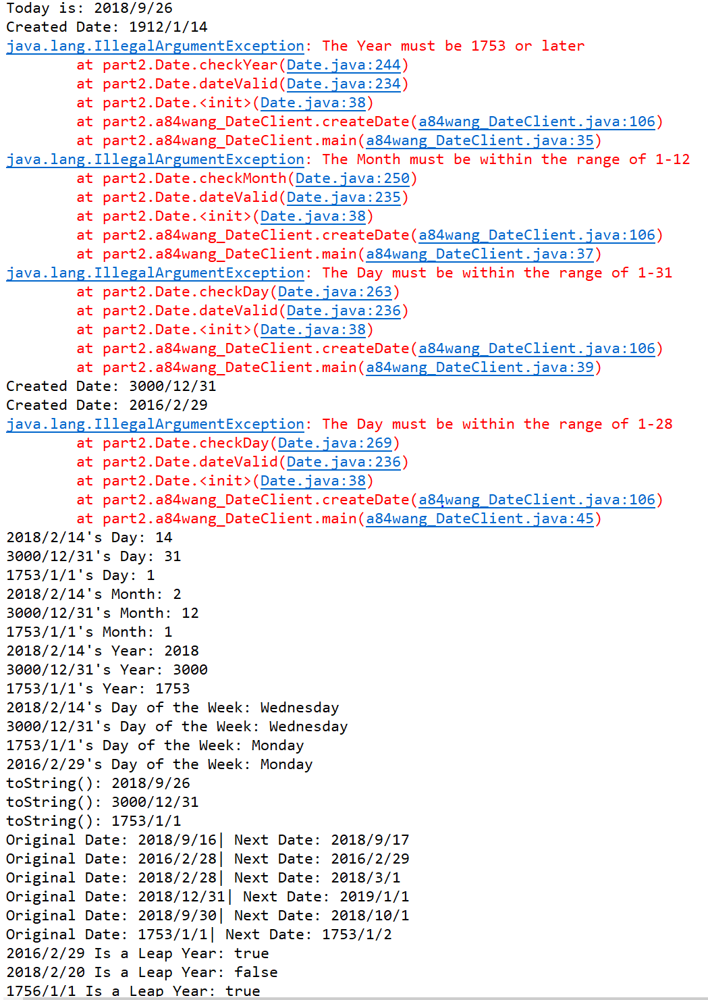 Today is: 2018/9/26
Created Date: 1912/1/14
java.lang.IllegalArgumentException: The Year must be 1753 or later
	at part2.Date.checkYear(Date.java:244)
	at part2.Date.dateValid(Date.java:234)
	at part2.Date.<init>(Date.java:38)
	at part2.a84wang_DateClient.createDate(a84wang_DateClient.java:106)
	at part2.a84wang_DateClient.main(a84wang_DateClient.java:35)
java.lang.IllegalArgumentException: The Month must be within the range of 1-12
	at part2.Date.checkMonth(Date.java:250)
	at part2.Date.dateValid(Date.java:235)
	at part2.Date.<init>(Date.java:38)
	at part2.a84wang_DateClient.createDate(a84wang_DateClient.java:106)
	at part2.a84wang_DateClient.main(a84wang_DateClient.java:37)
java.lang.IllegalArgumentException: The Day must be within the range of 1-31
	at part2.Date.checkDay(Date.java:263)
	at part2.Date.dateValid(Date.java:236)
	at part2.Date.<init>(Date.java:38)
	at part2.a84wang_DateClient.createDate(a84wang_DateClient.java:106)
	at part2.a84wang_DateClient.main(a84wang_DateClient.java:39)
Created Date: 3000/12/31
Created Date: 2016/2/29
java.lang.IllegalArgumentException: The Day must be within the range of 1-28
	at part2.Date.checkDay(Date.java:269)
	at part2.Date.dateValid(Date.java:236)
	at part2.Date.<init>(Date.java:38)
	at part2.a84wang_DateClient.createDate(a84wang_DateClient.java:106)
	at part2.a84wang_DateClient.main(a84wang_DateClient.java:45)
2018/2/14's Day: 14
3000/12/31's Day: 31
1753/1/1's Day: 1
2018/2/14's Month: 2
3000/12/31's Month: 12
1753/1/1's Month: 1
2018/2/14's Year: 2018
3000/12/31's Year: 3000
1753/1/1's Year: 1753
2018/2/14's Day of the Week: Wednesday
3000/12/31's Day of the Week: Wednesday
1753/1/1's Day of the Week: Monday
2016/2/29's Day of the Week: Monday
toString(): 2018/9/26
toString(): 3000/12/31
toString(): 1753/1/1
Original Date: 2018/9/16| Next Date: 2018/9/17
Original Date: 2016/2/28| Next Date: 2016/2/29
Original Date: 2018/2/28| Next Date: 2018/3/1
Original Date: 2018/12/31| Next Date: 2019/1/1
Original Date: 2018/9/30| Next Date: 2018/10/1
Original Date: 1753/1/1| Next Date: 1753/1/2
2016/2/29 Is a Leap Year: true
2018/2/20 Is a Leap Year: false
1756/1/1 Is a Leap Year: true